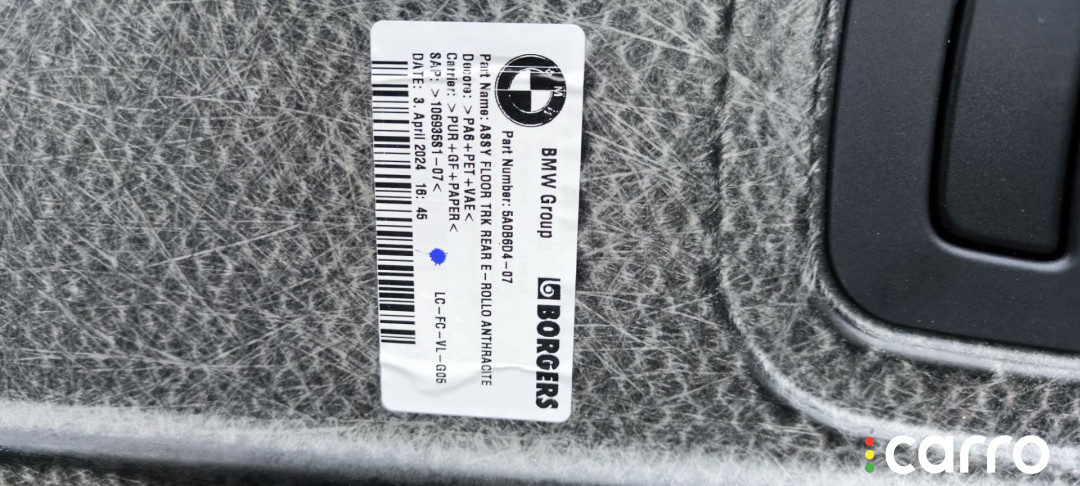 BMW Group
BORGERS
Part Number: 5A0B6D4-07
Part Name: ASSY FLOOR TRK REAR E-ROLLO ANTHRACITE
Decors: >PA6+PET+VAE<
Carrier: >PUR+GF+PAPER<
SAP: >10693581-07<
LC-FC-VL-G05
DATE: 3. April 2024 16: 45
carro